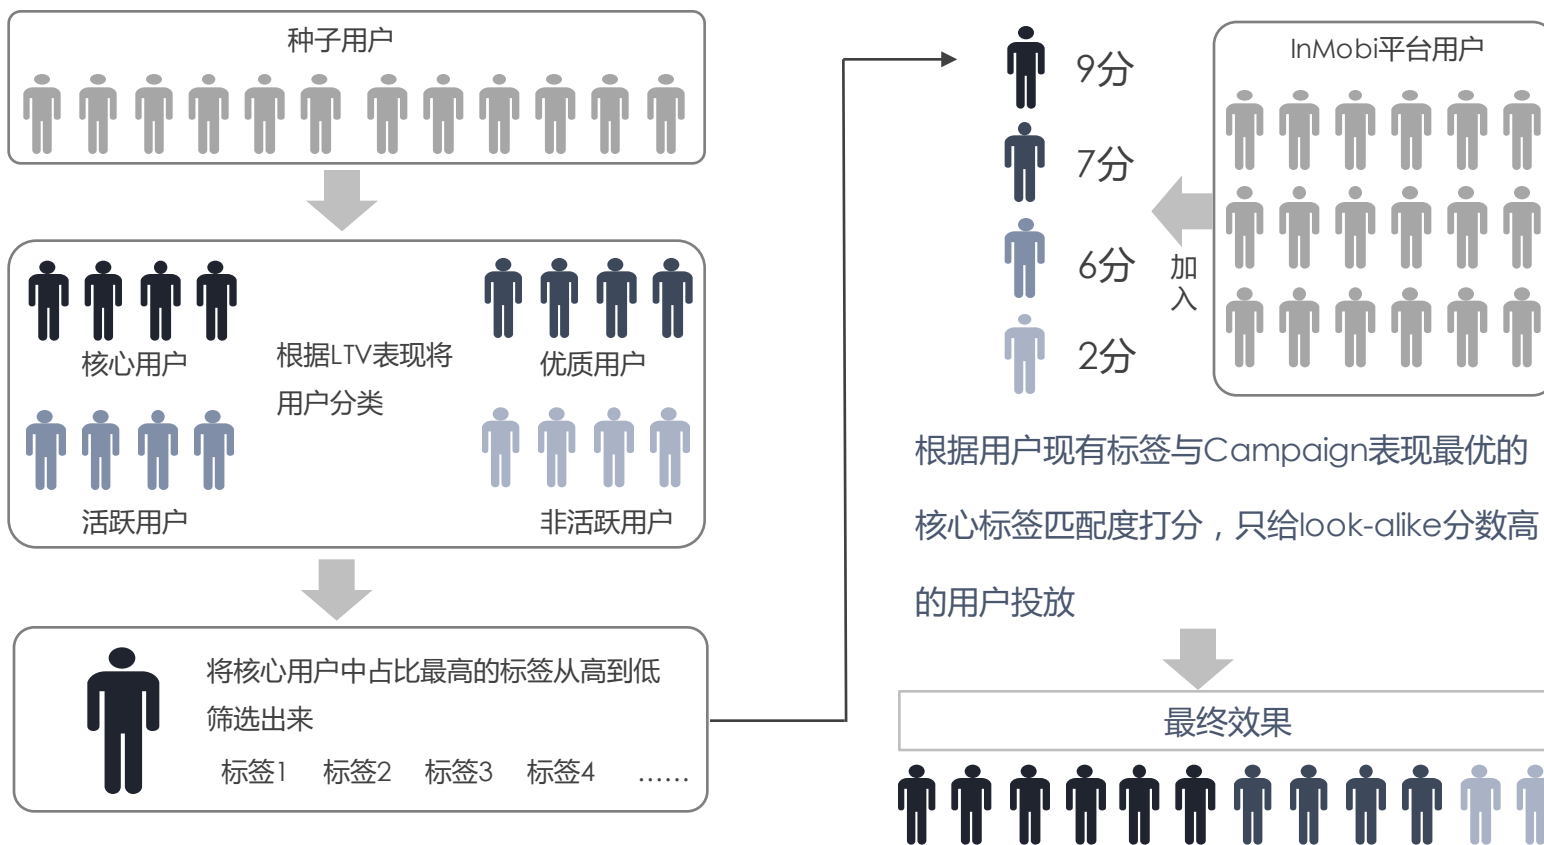 种子用户
核心用户
优质用户
根据LTV表现将
用户分类
活跃用户
非活跃用户
将核心用户中占比最高的标签从高到低
筛选出来
标签1 标签2 标签3 标签4 ……
9分
7分
6分
2分
加
入
InMobi平台用户
根据用户现有标签与Campaign表现最优的
核心标签匹配度打分，只给look-alike分数高
的用户投放
最终效果